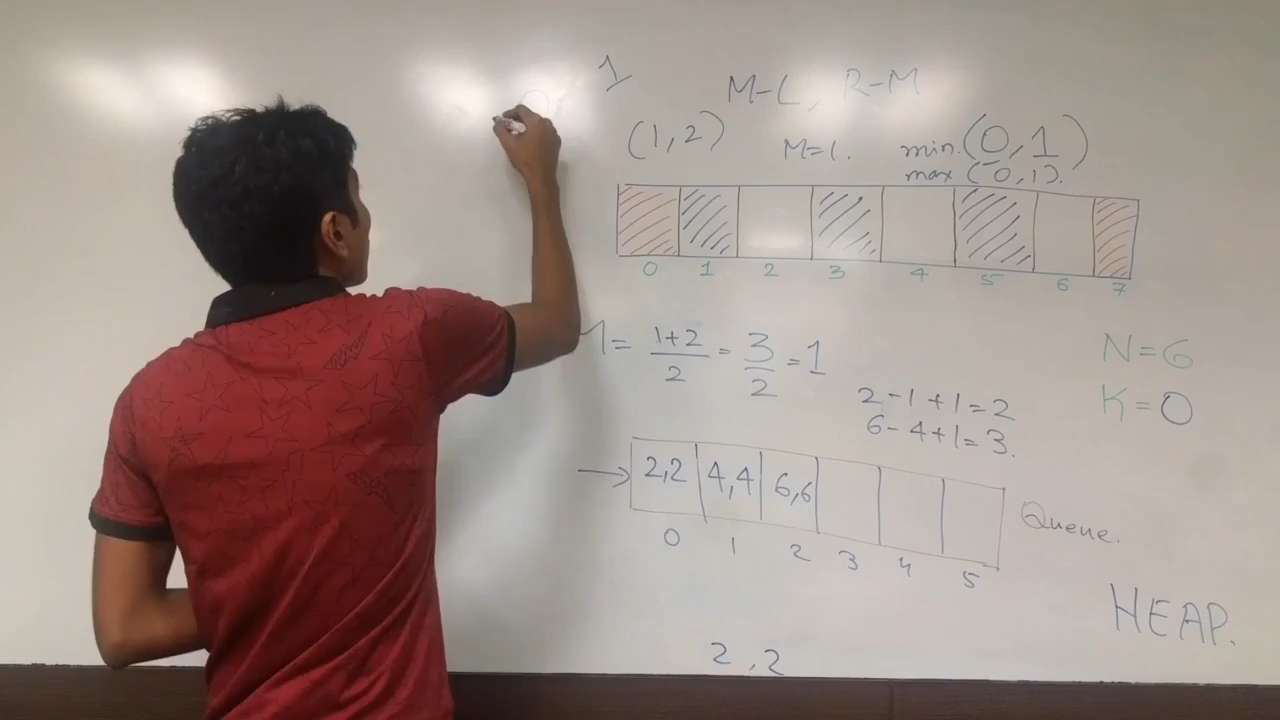 1
M-L, R-M
(1,2)
M=1.
min. (0,1)
max (0,1).
0 1 2 3 4 5 6 7
M= 1+2/2 = 3/2 = 1
N=6
K=0
2-1+1=2
6-4+1=3.
2,2 4,4 6,6
Queue.
0 1 2 3 4 5
HEAP.
2,2